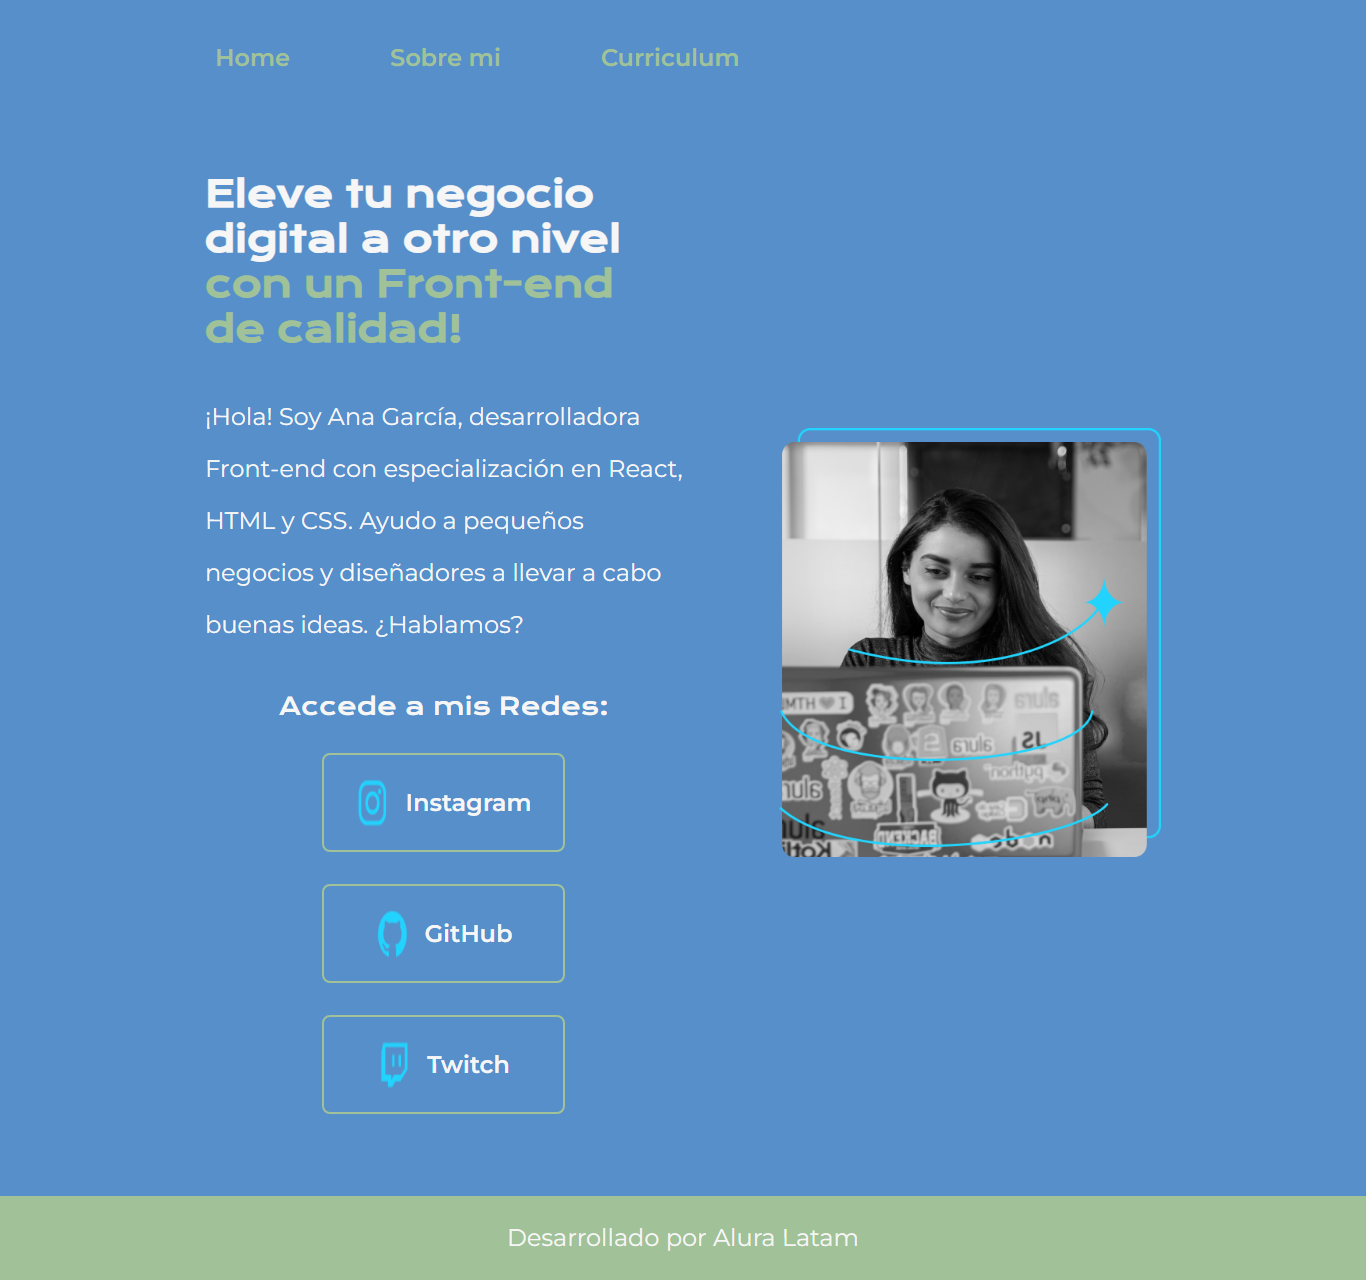 Home Sobre mi Curriculum
Eleve tu negocio
digital a otro nivel
con un Front-end
de calidad!
¡Hola! Soy Ana García, desarrolladora
Front-end con especialización en React,
HTML y CSS. Ayudo a pequeños
negocios y diseñadores a llevar a cabo
buenas ideas. ¿Hablamos?
Accede a mis Redes:
Instagram
GitHub
Twitch
Desarrollado por Alura Latam